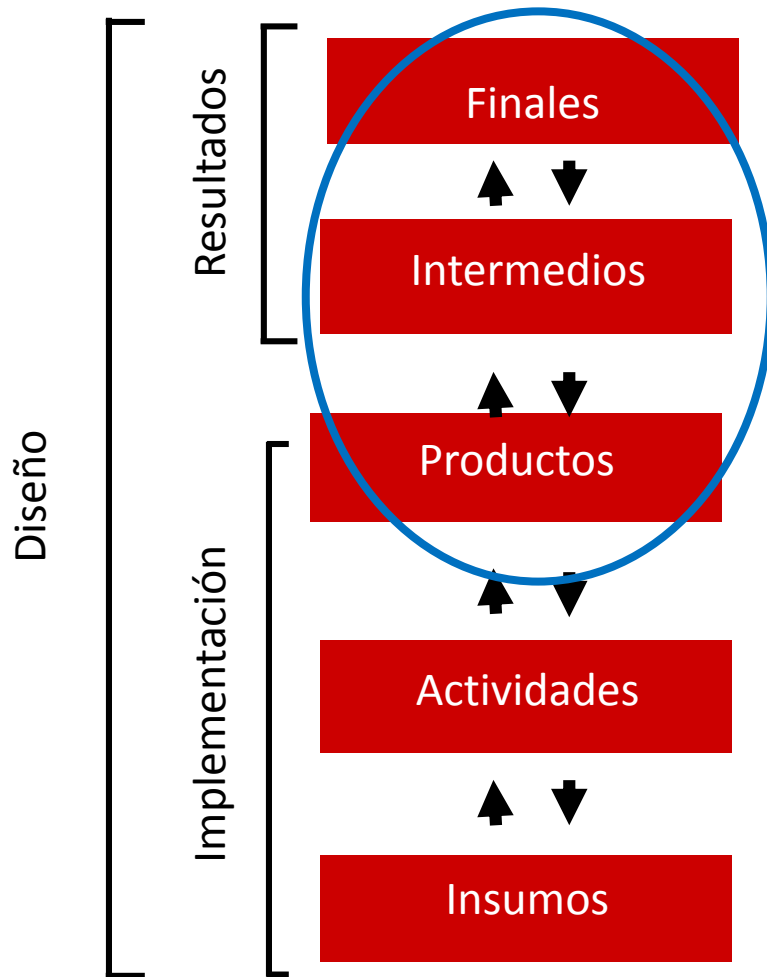 Diseño
Resultados
Finales
Intermedios
Implementación
Productos
Actividades
Insumos